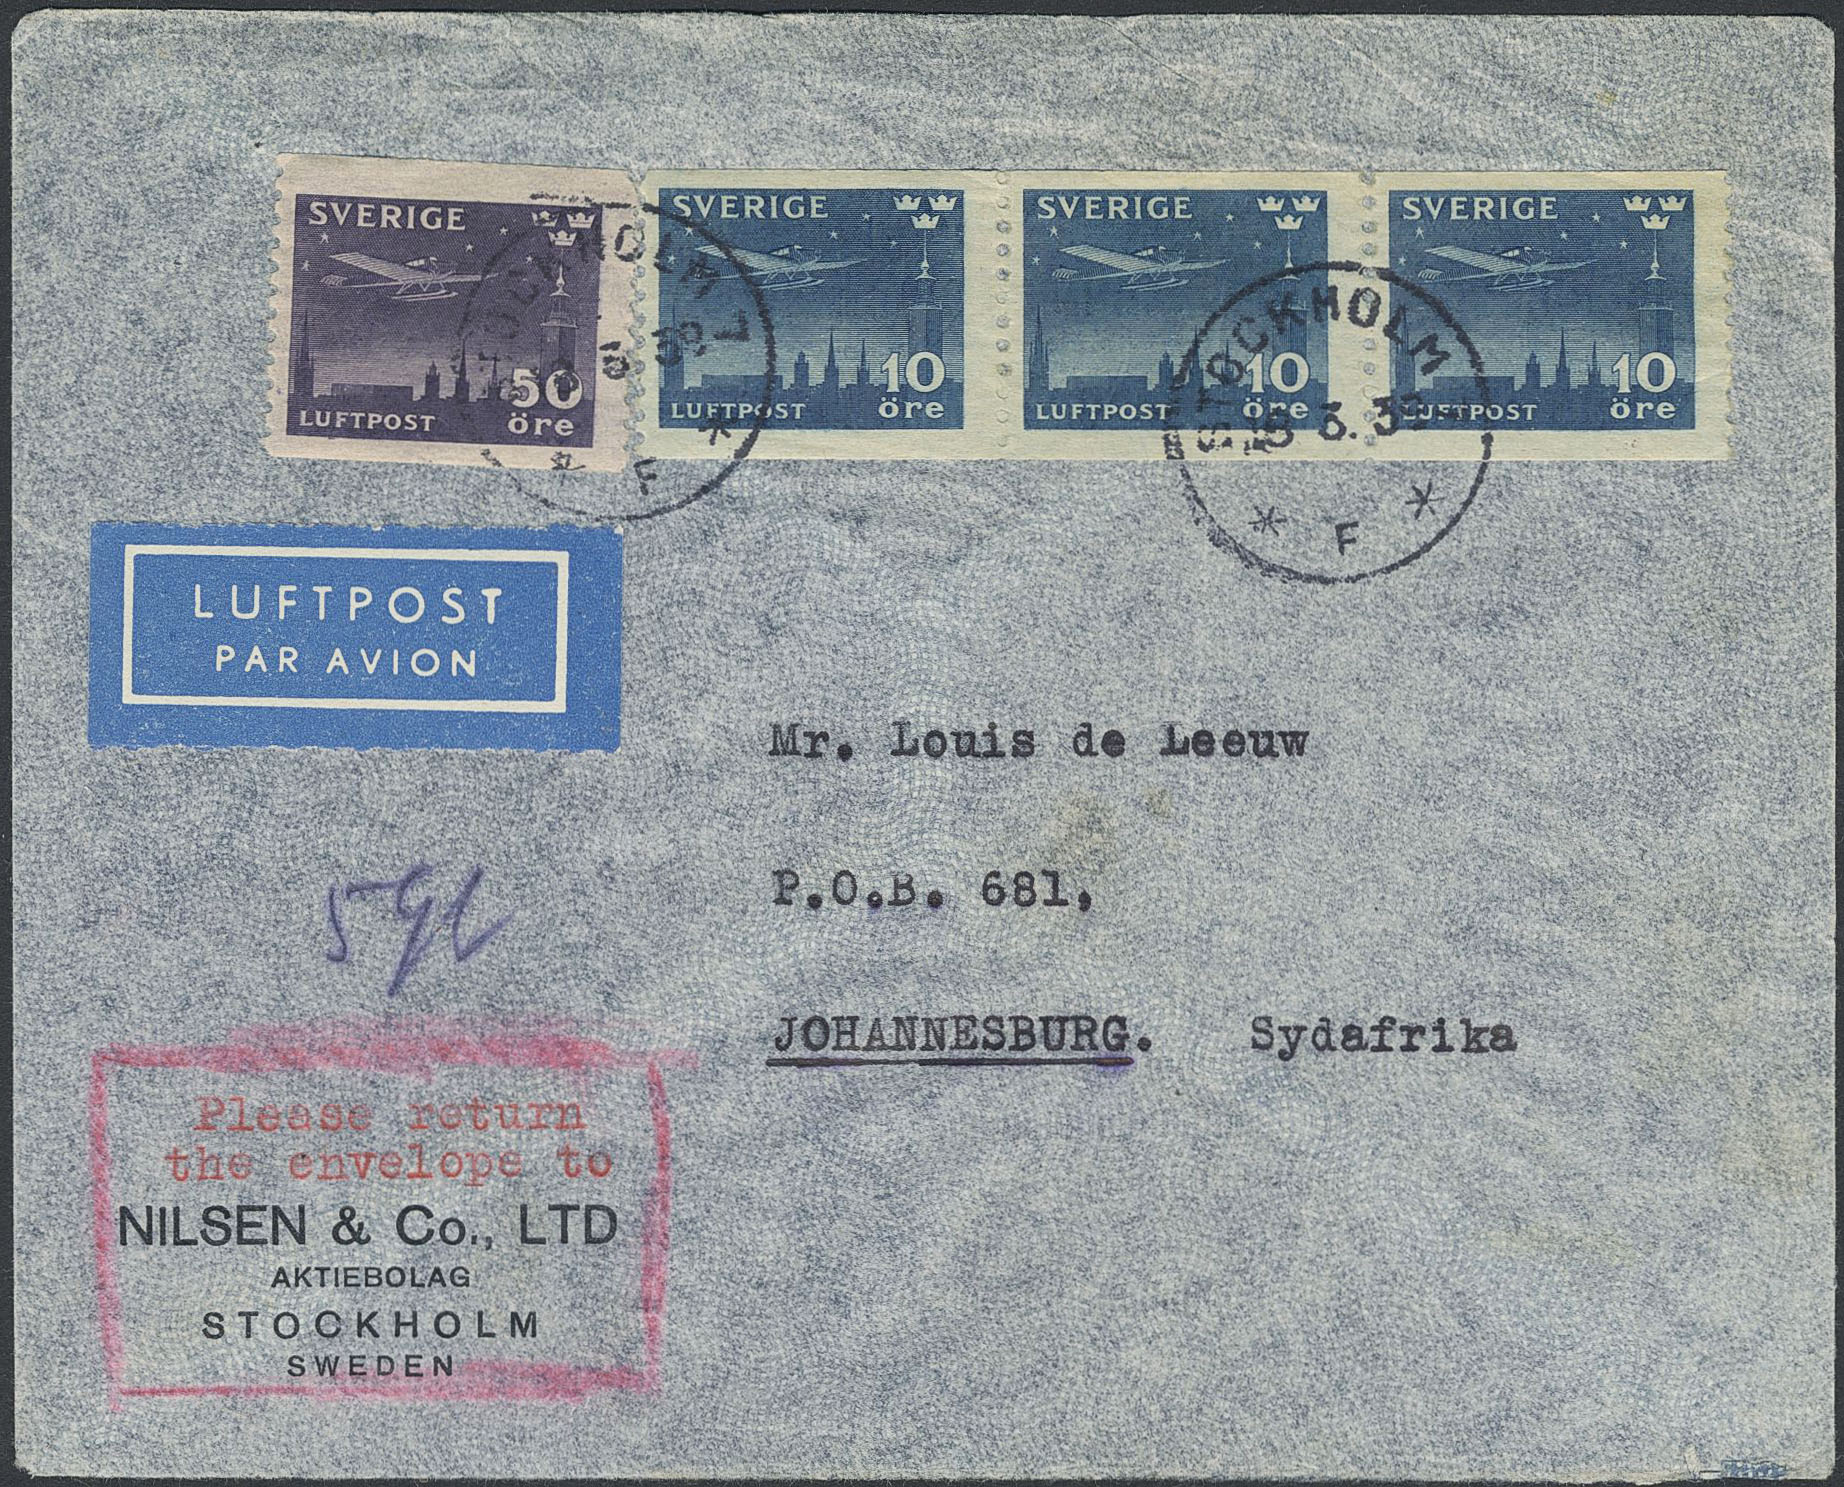 SVERIGE
50
öre
LUFTPOST
SVERIGE
10
öre
LUFTPOST
SVERIGE
10
öre
LUFTPOST
SVERIGE
10
öre
LUFTPOST
STOCKHOLM
F
STOCKHOLM
F
LUFTPOST
PAR AVION
Mr. Louis de Leeuw
P.O.B. 681,
JOHANNESBURG. Sydafrika
Please return
the envelope to
NILSEN & Co., LTD
AKTIEBOLAG
STOCKHOLM
SWEDEN